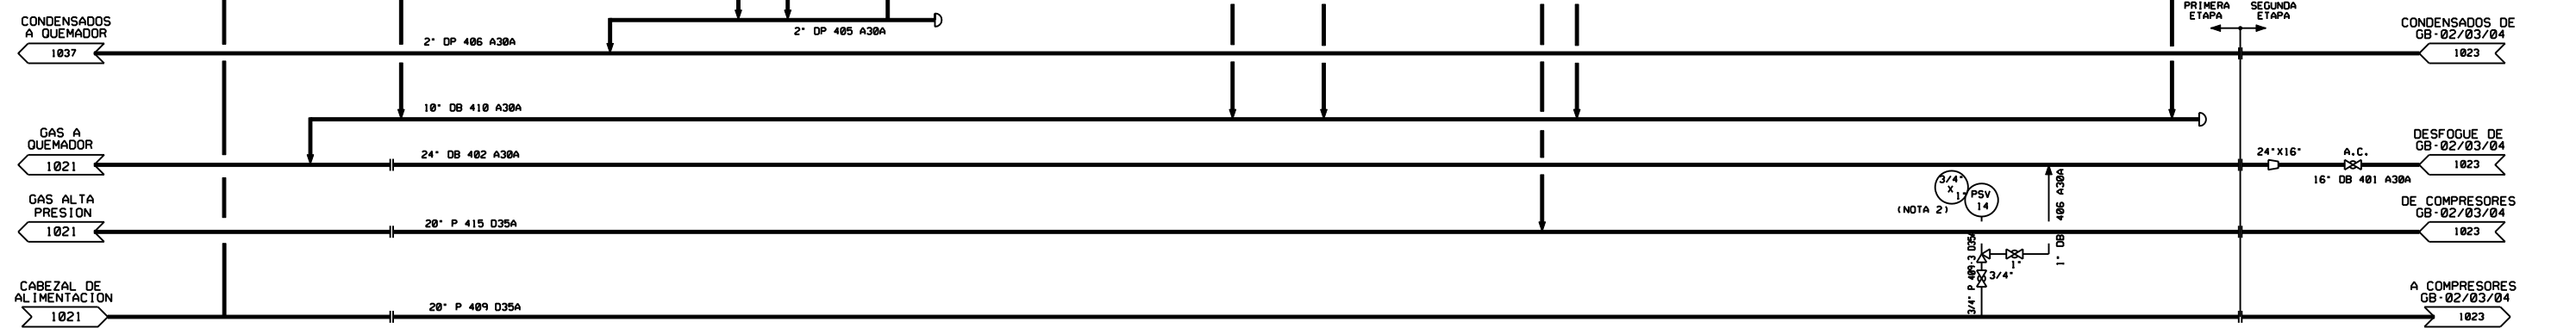 CONDENSADOS
A QUEMADOR
1037
2" DP 406 A30A
2" DP 405 A30A
PRIMERA
ETAPA
SEGUNDA
ETAPA
CONDENSADOS DE
GB-02/03/04
1023
10" DB 410 A30A
GAS A
QUEMADOR
1021
24" DB 402 A30A
24"X16"
A.C.
16" DB 401 A30A
DESFOGUE DE
GB-02/03/04
1023
3/4"
X
1"
PSV
14
(NOTA 2)
1" DB 406 A30A
GAS ALTA
PRESION
1021
20" P 415 D35A
DE COMPRESORES
GB-02/03/04
1023
3/4" P 409-3 D35A
1"
3/4"
CABEZAL DE
ALIMENTACION
1021
20" P 409 D35A
A COMPRESORES
GB-02/03/04
1023